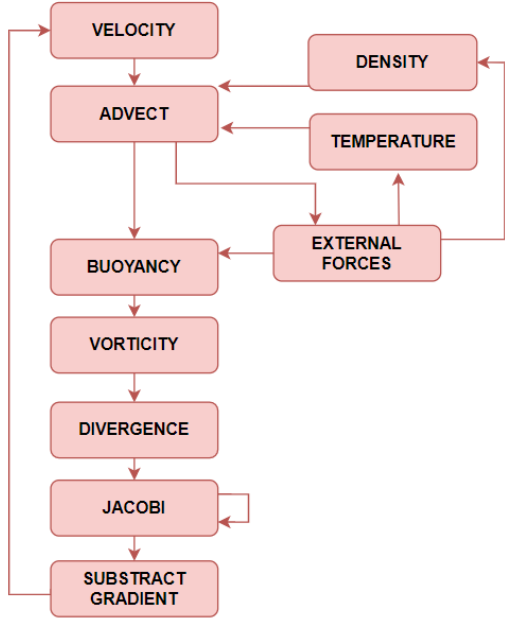 VELOCITY
DENSITY
ADVECT
TEMPERATURE
EXTERNAL
FORCES
BUOYANCY
VORTICITY
DIVERGENCE
JACOBI
SUBSTRACT
GRADIENT